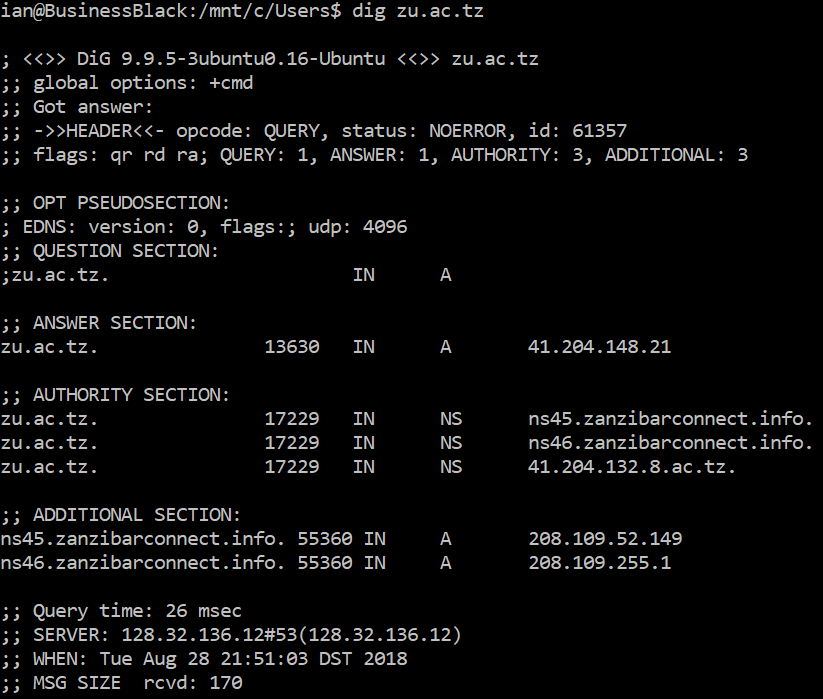 ian@BusinessBlack:/mnt/c/Users$ dig zu.ac.tz
; <<>> DiG 9.9.5-3ubuntu0.16-Ubuntu <<>> zu.ac.tz
;; global options: +cmd
;; Got answer:
;; ->>HEADER<<- opcode: QUERY, status: NOERROR, id: 61357
;; flags: qr rd ra; QUERY: 1, ANSWER: 1, AUTHORITY: 3, ADDITIONAL: 3
;; OPT PSEUDOSECTION:
; EDNS: version: 0, flags:; udp: 4096
;; QUESTION SECTION:
;zu.ac.tz. IN A
;; ANSWER SECTION:
zu.ac.tz. 13630 IN A 41.204.148.21
;; AUTHORITY SECTION:
zu.ac.tz. 17229 IN NS ns45.zanzibarconnect.info.
zu.ac.tz. 17229 IN NS ns46.zanzibarconnect.info.
zu.ac.tz. 17229 IN NS 41.204.132.8.ac.tz.
;; ADDITIONAL SECTION:
ns45.zanzibarconnect.info. 55360 IN A 208.109.52.149
ns46.zanzibarconnect.info. 55360 IN A 208.109.255.1
;; Query time: 26 msec
;; SERVER: 128.32.136.12#53(128.32.136.12)
;; WHEN: Tue Aug 28 21:51:03 DST 2018
;; MSG SIZE rcvd: 170